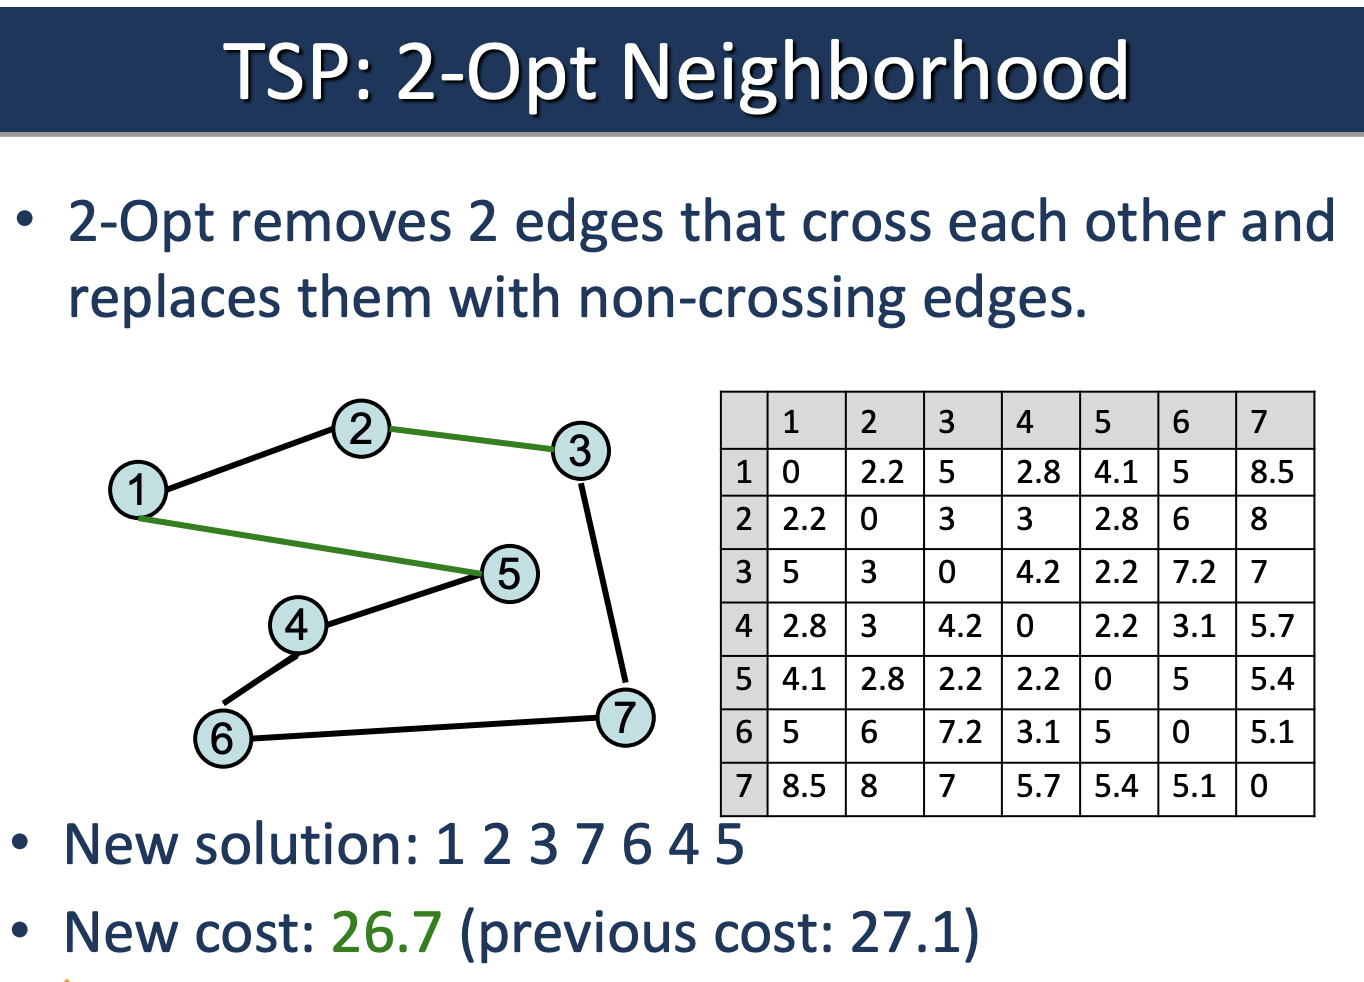 TSP: 2-Opt Neighborhood
• 2-Opt removes 2 edges that cross each other and
replaces them with non-crossing edges.
1
2
3
5
4
6
7
1 2 3 4 5 6 7
1 0 2.2 5 2.8 4.1 5 8.5
2 2.2 0 3 3 2.8 6 8
3 5 3 0 4.2 2.2 7.2 7
4 2.8 3 4.2 0 2.2 3.1 5.7
5 4.1 2.8 2.2 2.2 0 5 5.4
6 5 6 7.2 3.1 5 0 5.1
7 8.5 8 7 5.7 5.4 5.1 0
• New solution: 1 2 3 7 6 4 5
• New cost: 26.7 (previous cost: 27.1)